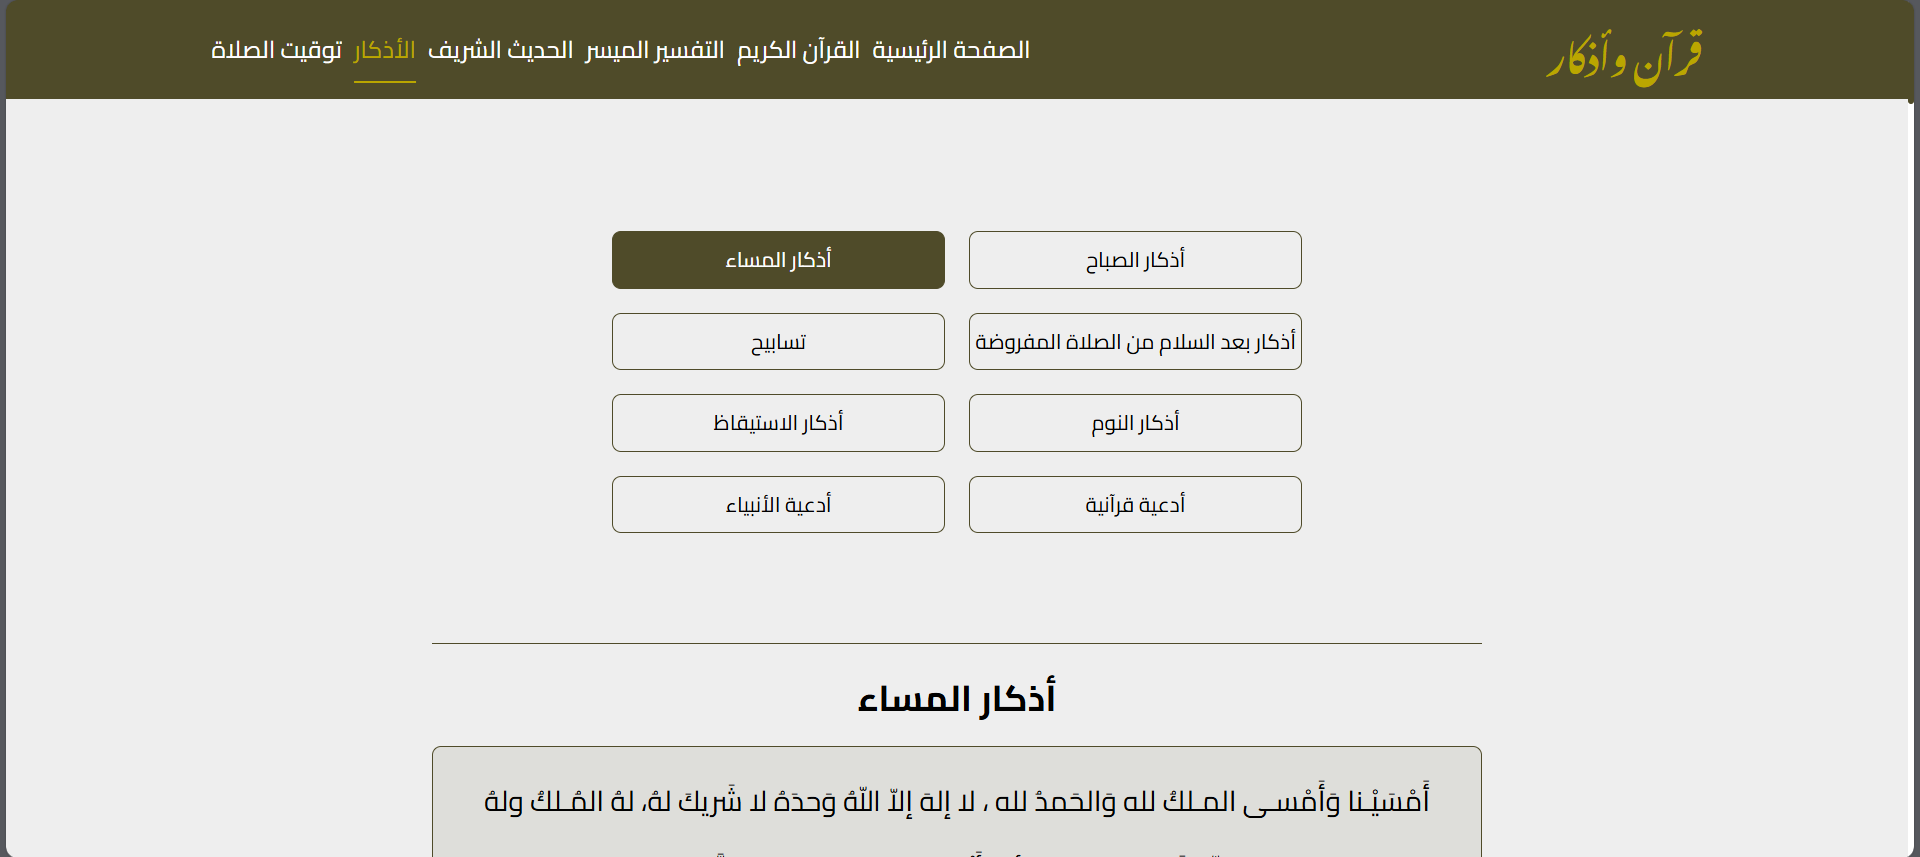 قرآن و أذكار
الصفحة الرئيسية القرآن الكريم التفسير الميسر الحديث الشريف الأذكار توقيت الصلاة
أذكار الصباح
أذكار المساء
أذكار بعد السلام من الصلاة المفروضة
تسابيح
أذكار النوم
أذكار الاستيقاظ
أدعية قرآنية
أدعية الأنبياء
أذكار المساء
أَمْسَيْـنا وَأَمْسـى المـلكُ لله وَالحَمدُ لله ، لا إلهَ إلاّ اللّهُ وَحدَهُ لا شَريكَ لهُ، لهُ المُـلكُ ولهُ